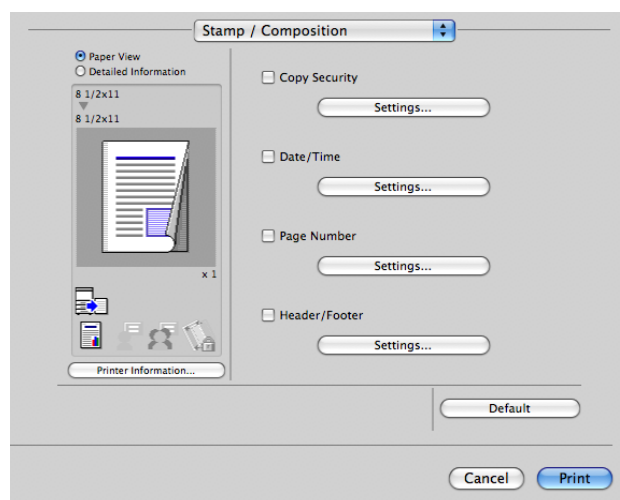 Stamp / Composition
Paper View
Detailed Information
8 1/2x11
8 1/2x11
x 1
Printer Information...
Copy Security
Settings...
Date/Time
Settings...
Page Number
Settings...
Header/Footer
Settings...
Default
Cancel
Print